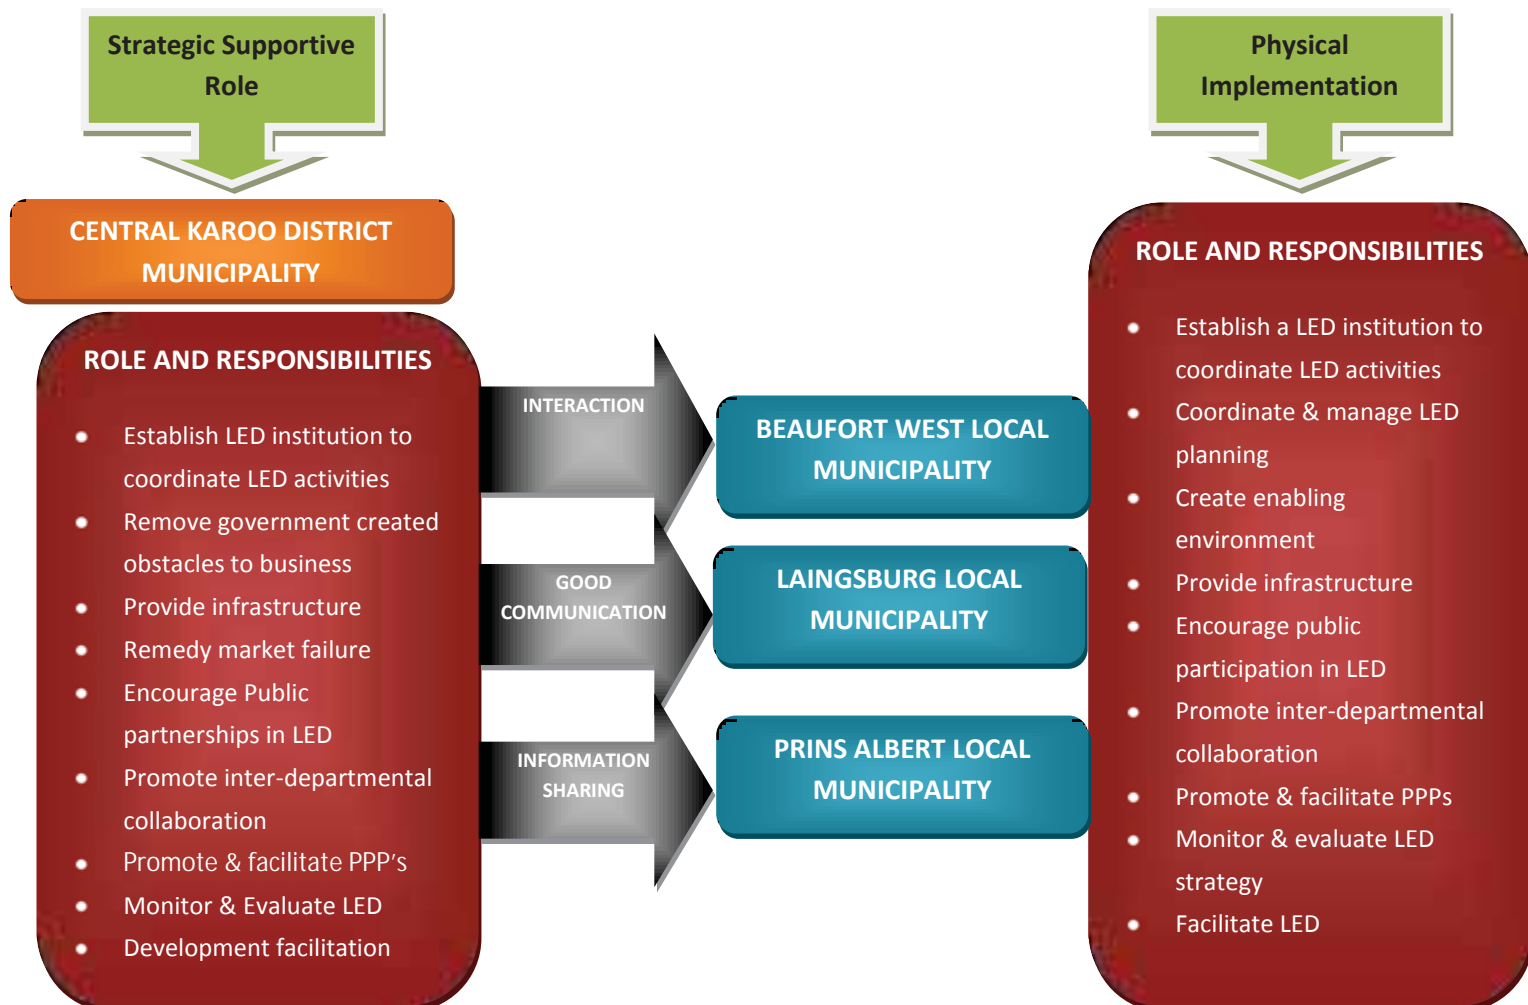 Strategic Supportive
Role
CENTRAL KAROO DISTRICT
MUNICIPALITY
ROLE AND RESPONSIBILITIES
• Establish LED institution to
coordinate LED activities
• Remove government created
obstacles to business
• Provide infrastructure
• Remedy market failure
• Encourage Public
partnerships in LED
• Promote inter-departmental
collaboration
• Promote & facilitate PPP's
• Monitor & Evaluate LED
• Development facilitation
INTERACTION
GOOD
COMMUNICATION
INFORMATION
SHARING
BEAUFORT WEST LOCAL
MUNICIPALITY
LAINGSBURG LOCAL
MUNICIPALITY
PRINS ALBERT LOCAL
MUNICIPALITY
Physical
Implementation
ROLE AND RESPONSIBILITIES
• Establish a LED institution to
coordinate LED activities
• Coordinate & manage LED
planning
• Create enabling
environment
• Provide infrastructure
• Encourage public
participation in LED
• Promote inter-departmental
collaboration
• Promote & facilitate PPPs
• Monitor & evaluate LED
strategy
• Facilitate LED